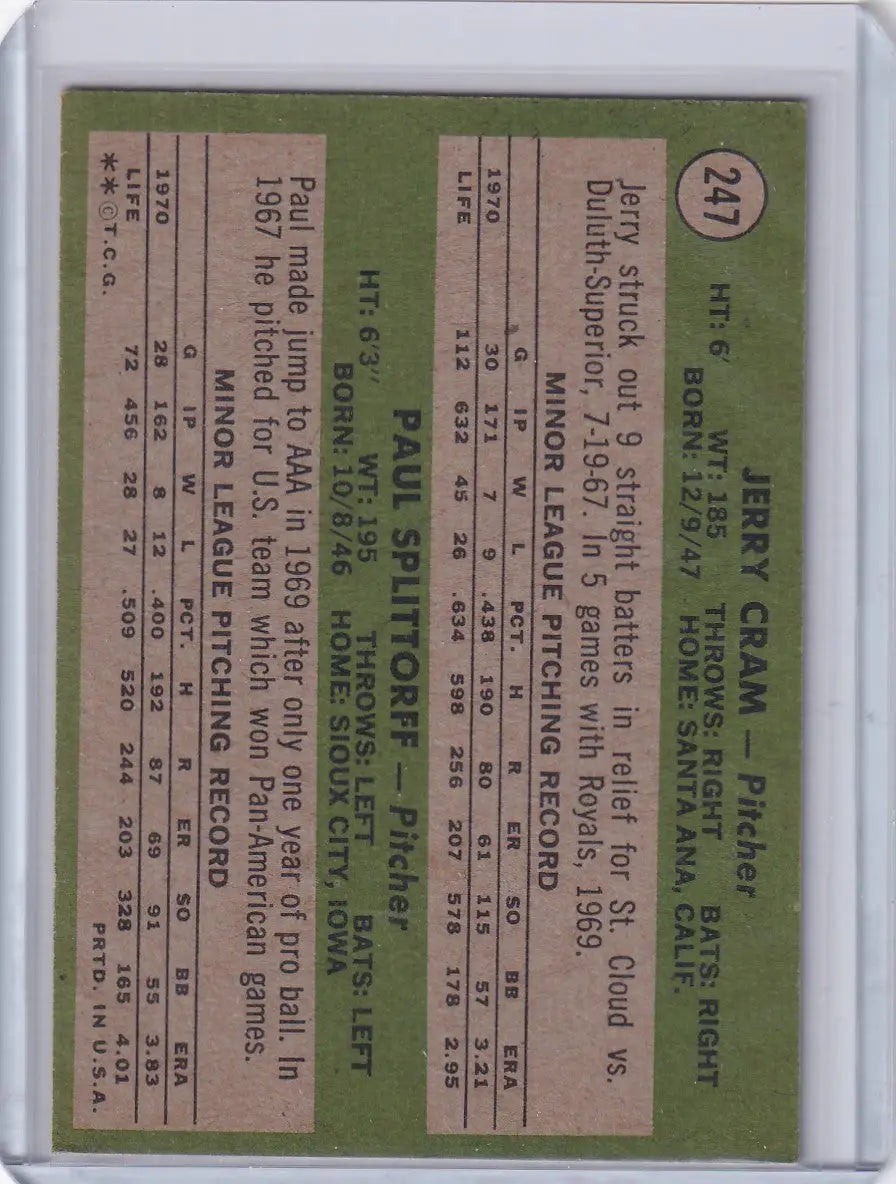 247
JERRY CRAM — Pitcher
HT: 6' WT: 185 THROWS: RIGHT BATS: RIGHT
BORN: 12/9/47 HOME: SANTA ANA, CALIF.
Jerry struck out 9 straight batters in relief for St. Cloud vs.
Duluth-Superior, 7-19-67. In 5 games with Royals, 1969.
MINOR LEAGUE PITCHING RECORD
G IP W L PCT. H R ER SO BB ERA
1970 30 171 7 9 .438 190 80 61 115 57 3.21
LIFE 112 632 45 26 .634 598 256 207 578 178 2.95
PAUL SPLITTORFF — Pitcher
HT: 6'3" WT: 195 THROWS: LEFT BATS: LEFT
BORN: 10/8/46 HOME: SIOUX CITY, IOWA
Paul made jump to AAA in 1969 after only one year of pro ball. In
1967 he pitched for U.S. team which won Pan-American games.
MINOR LEAGUE PITCHING RECORD
G IP W L PCT. H R ER SO BB ERA
1970 28 162 8 12 .400 192 87 69 91 55 3.83
LIFE 72 456 28 27 .509 520 244 203 328 165 4.01
**©T.C.G. PRTD. IN U.S.A.